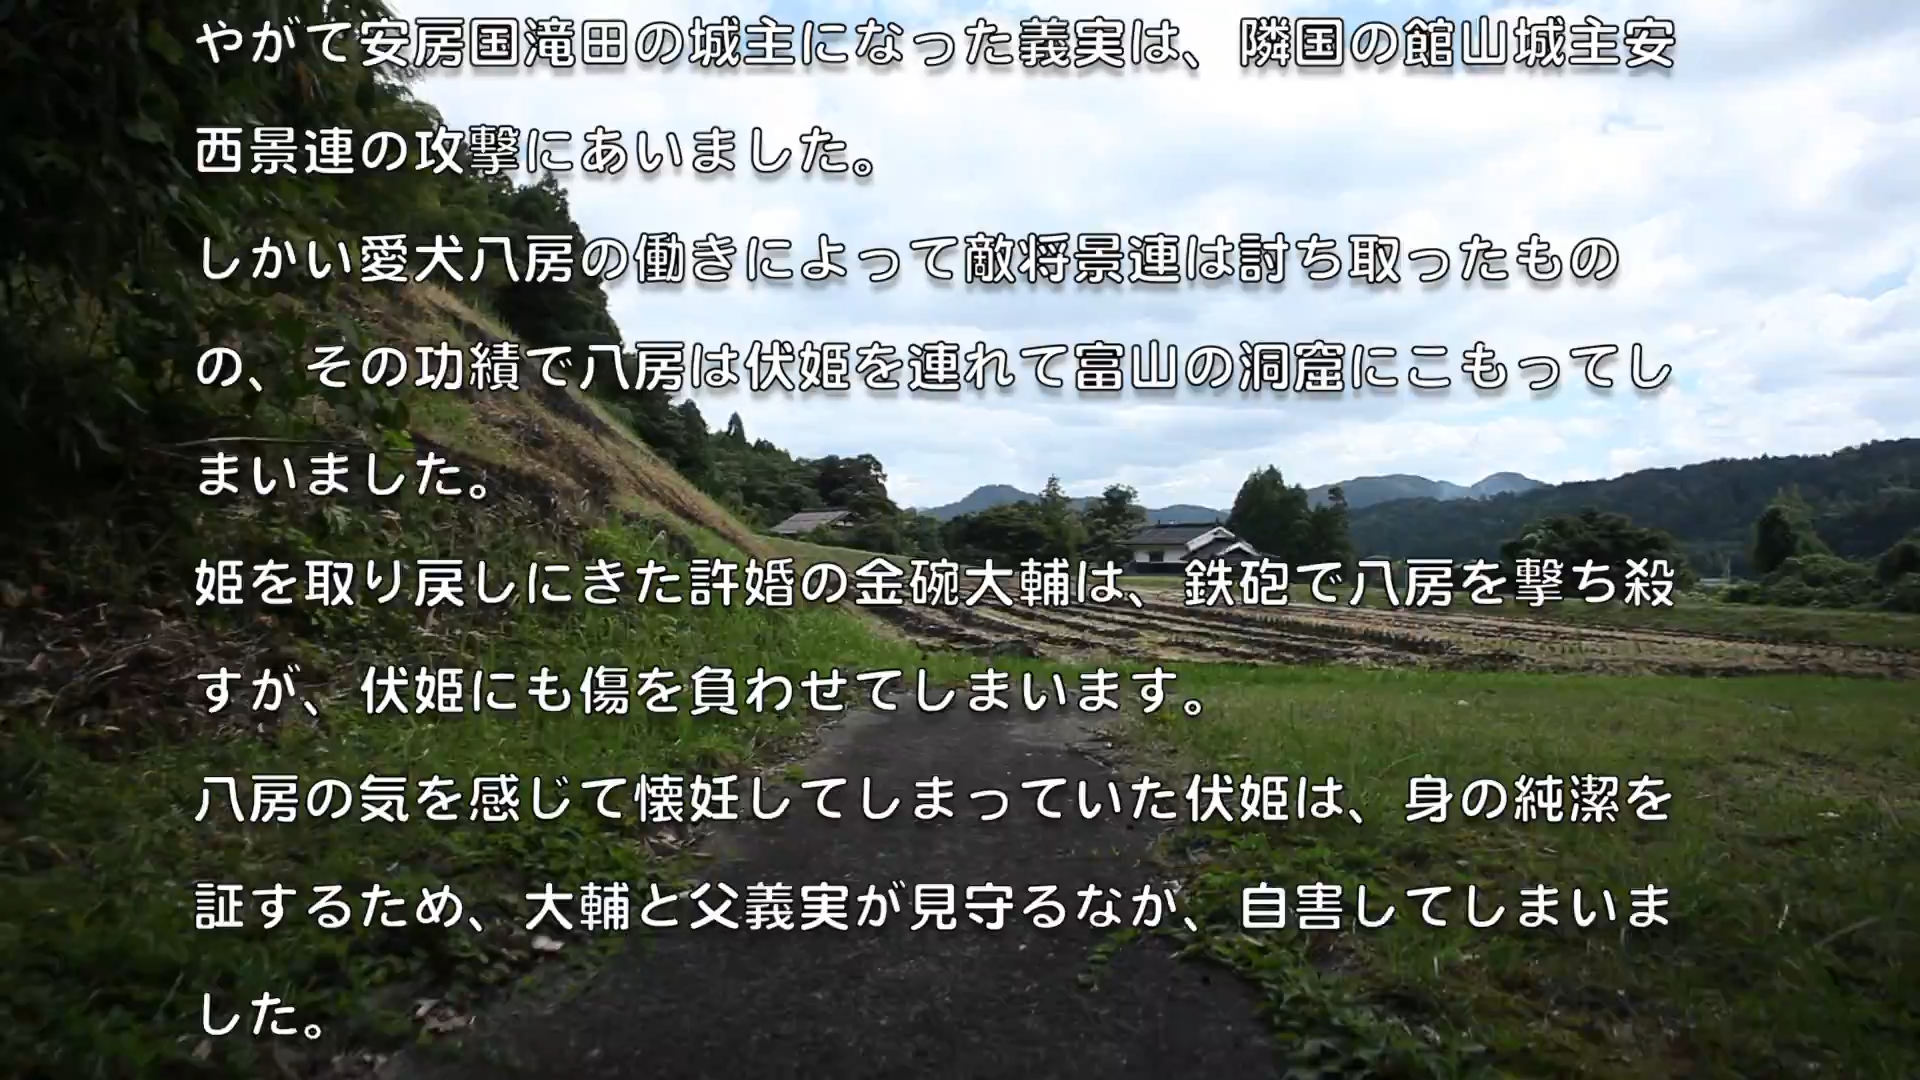 やがて安房国滝田の城主になった義実は、隣国の館山城主安
西景連の攻撃にあいました。
しかい愛犬八房の働きによって敵将景連は討ち取ったもの
の、その功績で八房は伏姫を連れて富山の洞窟にこもってし
まいました。
姫を取り戻しにきた許婚の金碗大輔は、鉄砲で八房を撃ち殺
すが、伏姫にも傷を負わせてしまいます。
八房の気を感じて懐妊してしまっていた伏姫は、身の純潔を
証するため、大輔と父義実が見守るなか、自害してしまいま
した。